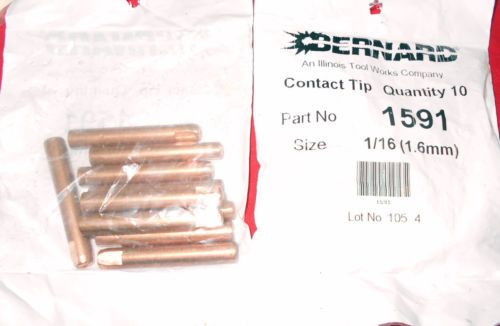 BERNARD
An Illinois Tool Works Company
Contact Tip Quantity 10
Part No 1591
Size 1/16 (1.6mm)
1591
Lot No 105 4